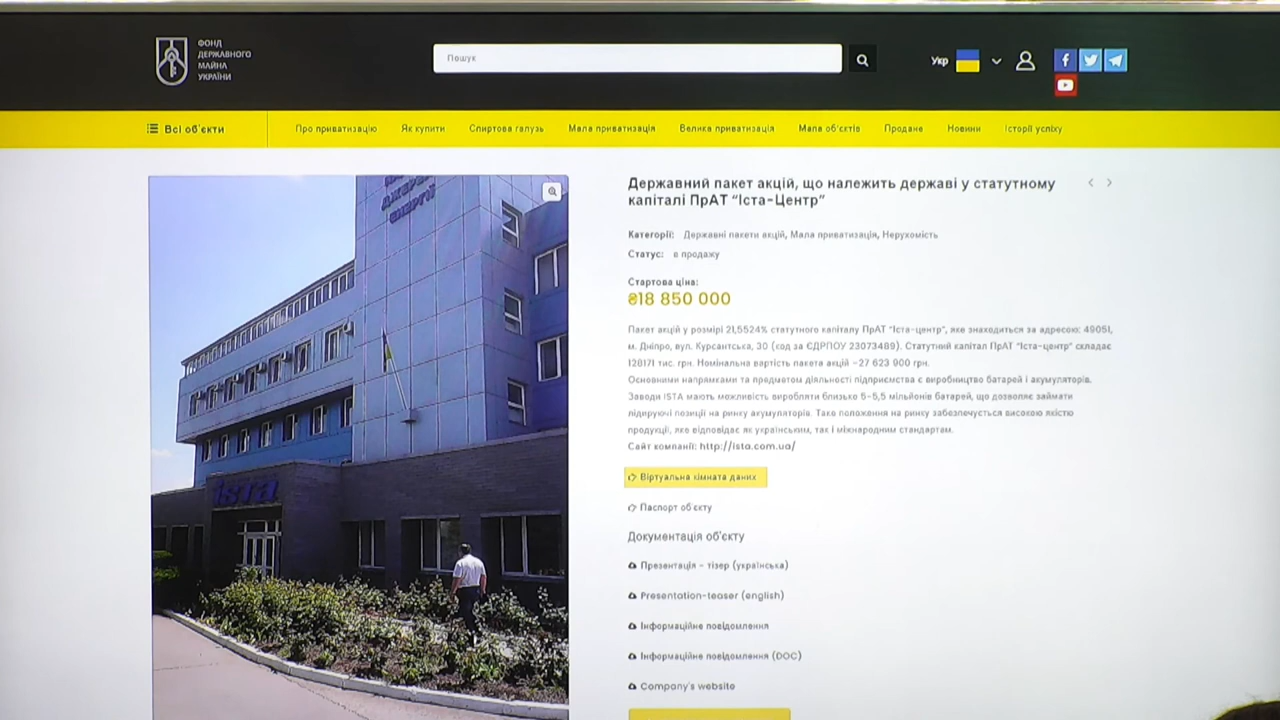 ФОНД
ДЕРЖАВНОГО
МАЙНА
УКРАЇНИ
Пошук
Укр
Всі об'єкти
Про приватизацію
Як купити
Спиртова галузь
Мала приватизація
Велика приватизація
Мапа об'єктів
Продане
Новини
Історії успіху
ДЖЕРЕЛА
ЕНЕРГІЇ
ista
Державний пакет акцій, що належить державі у статутному
капіталі ПрАТ “Іста-Центр”
Категорії: Державні пакети акцій, Мала приватизація, Нерухомість
Статус: в продажу
Стартова ціна:
₴18 850 000
Пакет акцій у розмірі 21,5524% статутного капіталу ПрАТ “Іста-центр”, яке знаходиться за адресою: 49051,
м. Дніпро, вул. Курсантська, 30 (код за ЄДРПОУ 23073489). Статутний капітал ПрАТ “Іста-центр” складає
128171 тис. грн. Номінальна вартість пакета акцій –27 623 900 грн.
Основними напрямками та предметом діяльності підприємства є виробництво батарей і акумуляторів.
Заводи ISTA мають можливість виробляти близько 5-5,5 мільйонів батарей, що дозволяє займати
лідируючі позиції на ринку акумуляторів. Таке положення на ринку забезпечується високою якістю
продукції, яка відповідає як українським, так і міжнародним стандартам.
Сайт компанії: http://ista.com.ua/
Віртуальна кімната даних
Паспорт об'єкту
Документація об'єкту
Презентація – тізер (українська)
Presentation-teaser (english)
Інформаційне повідомлення
Інформаційне повідомлення (DOC)
Company's website